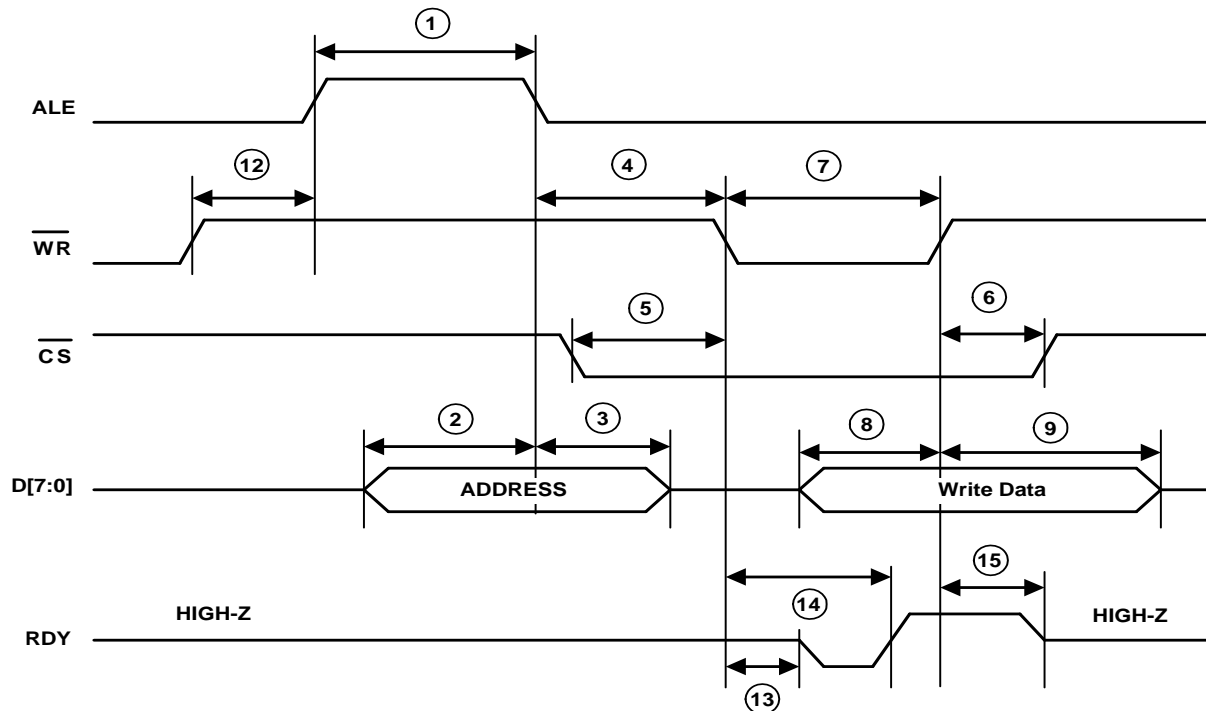 1
ALE
12
4
7
WR
5
6
CS
2
3
8
9
D[7:0]
ADDRESS
Write Data
15
14
HIGH-Z
HIGH-Z
RDY
13